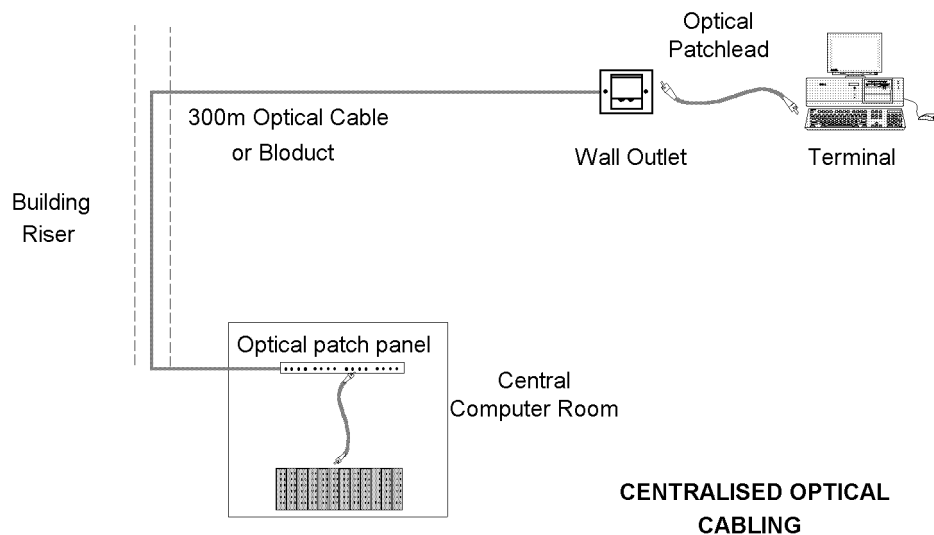 Optical
Patchlead
300m Optical Cable
or Bloduct
Wall Outlet
Terminal
Building
Riser
Optical patch panel
Central
Computer Room
CENTRALISED OPTICAL
CABLING